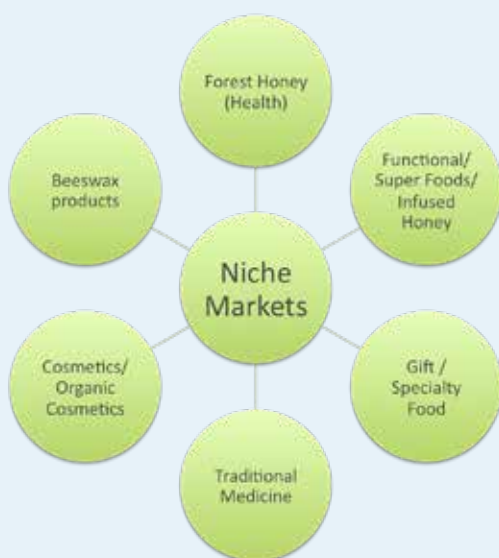 Forest Honey
(Health)
Functional/
Super Foods/
Infused
Honey
Gift /
Specialty
Food
Traditional
Medicine
Cosmetics/
Organic
Cosmetics
Beeswax
products
Niche
Markets